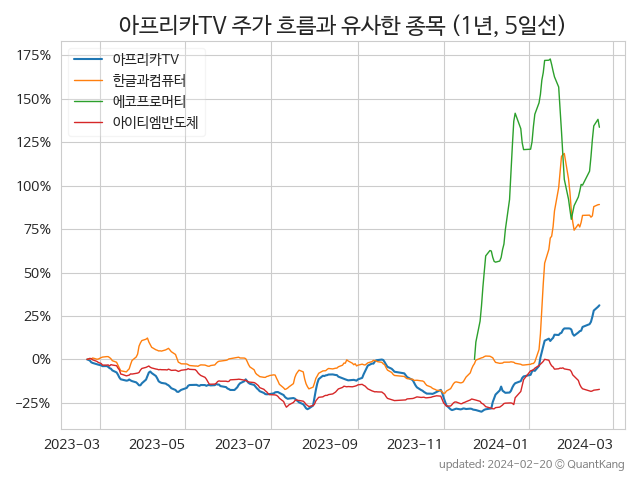 아프리카TV 주가 흐름과 유사한 종목 (1년, 5일선)
175%
150%
125%
100%
75%
50%
25%
0%
−25%
아프리카TV
한글과컴퓨터
에코프로머티
아이티엠반도체
2023-03 2023-05 2023-07 2023-09 2023-11 2024-01 2024-03
updated: 2024-02-20 © QuantKang